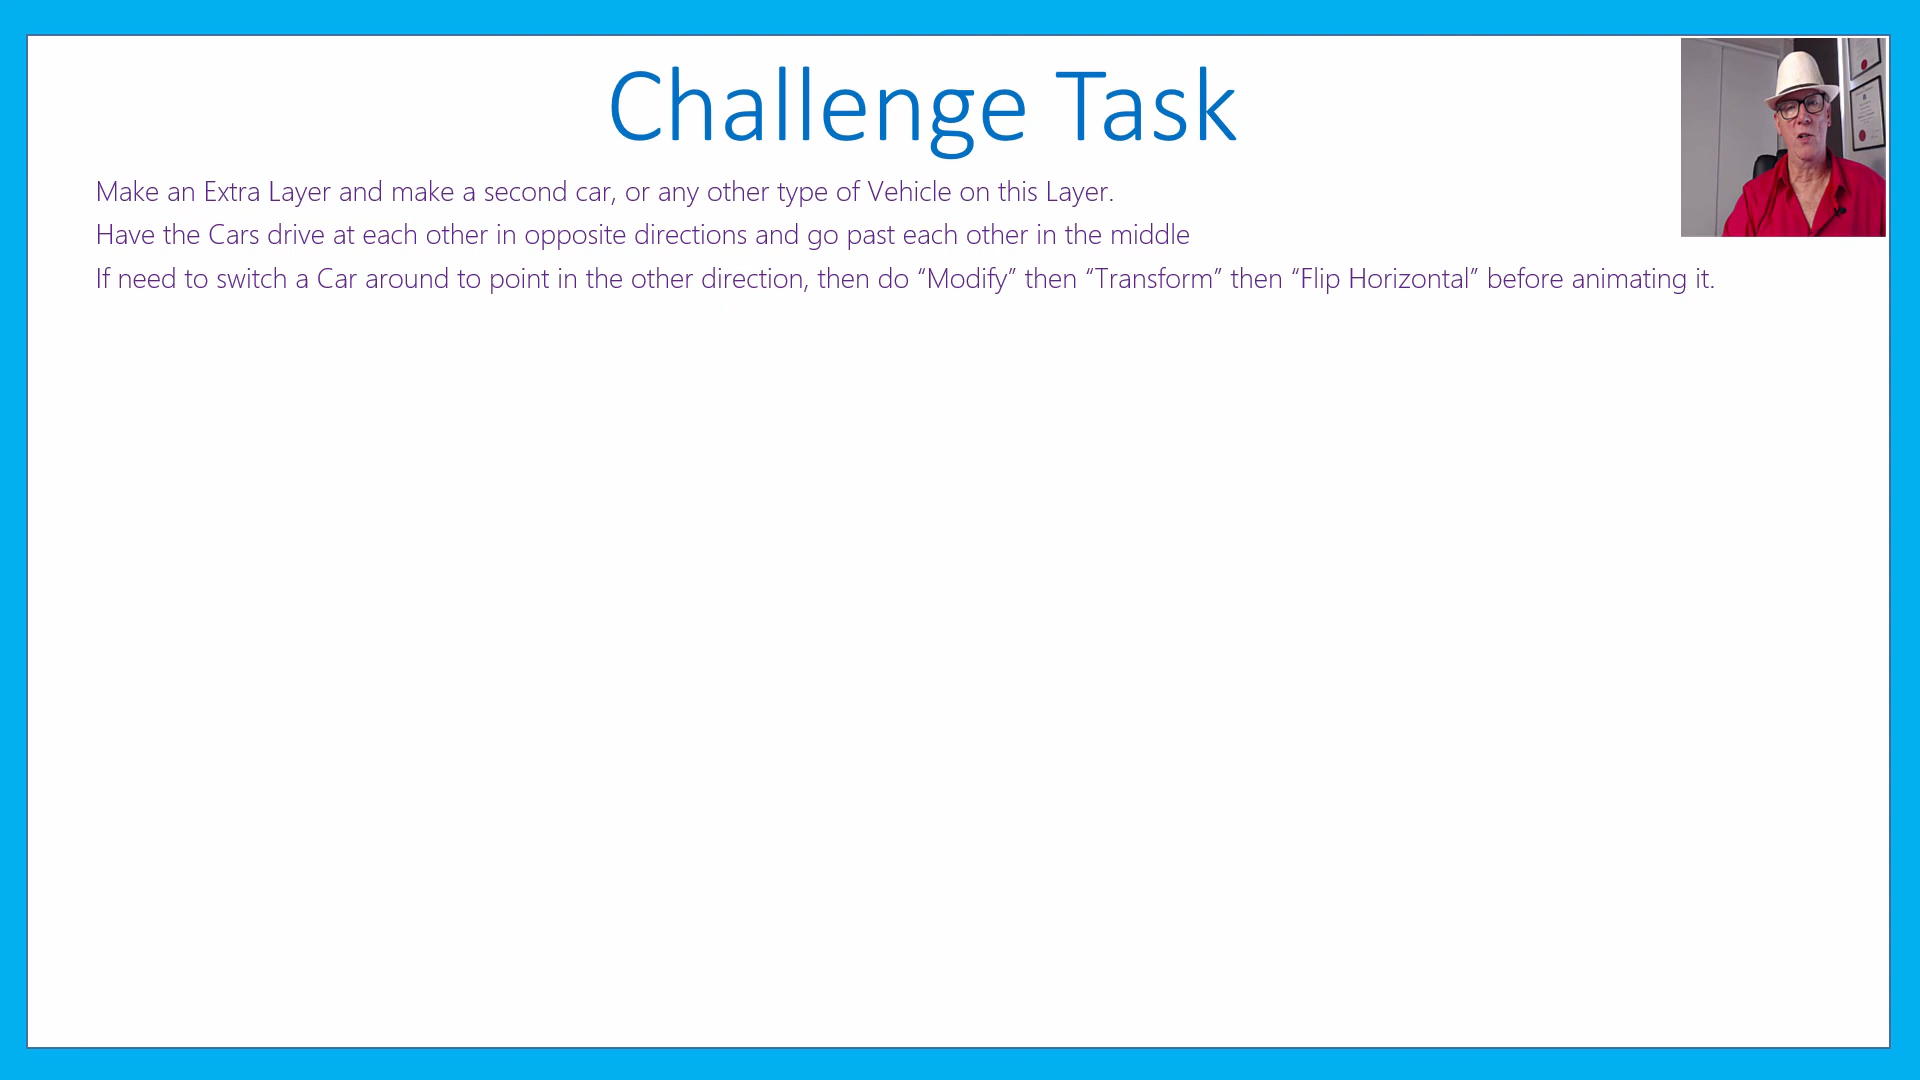 Challenge Task
Make an Extra Layer and make a second car, or any other type of Vehicle on this Layer.
Have the Cars drive at each other in opposite directions and go past each other in the middle
If need to switch a Car around to point in the other direction, then do “Modify” then “Transform” then “Flip Horizontal” before animating it.